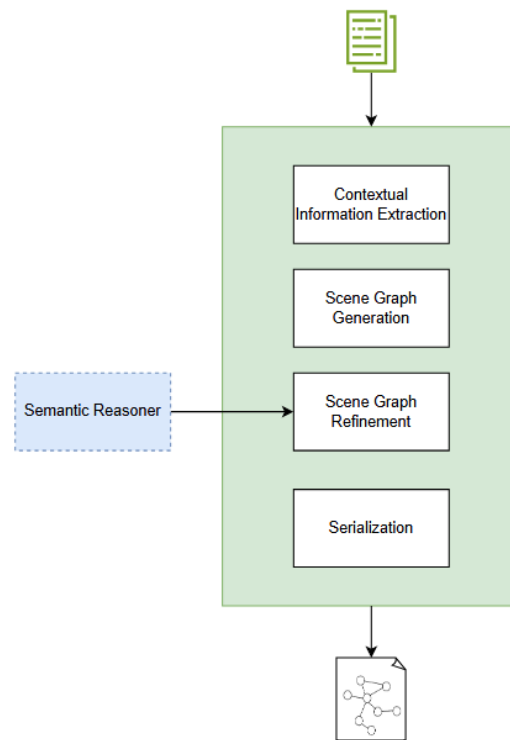 Contextual
Information Extraction
Scene Graph
Generation
Semantic Reasoner
Scene Graph
Refinement
Serialization